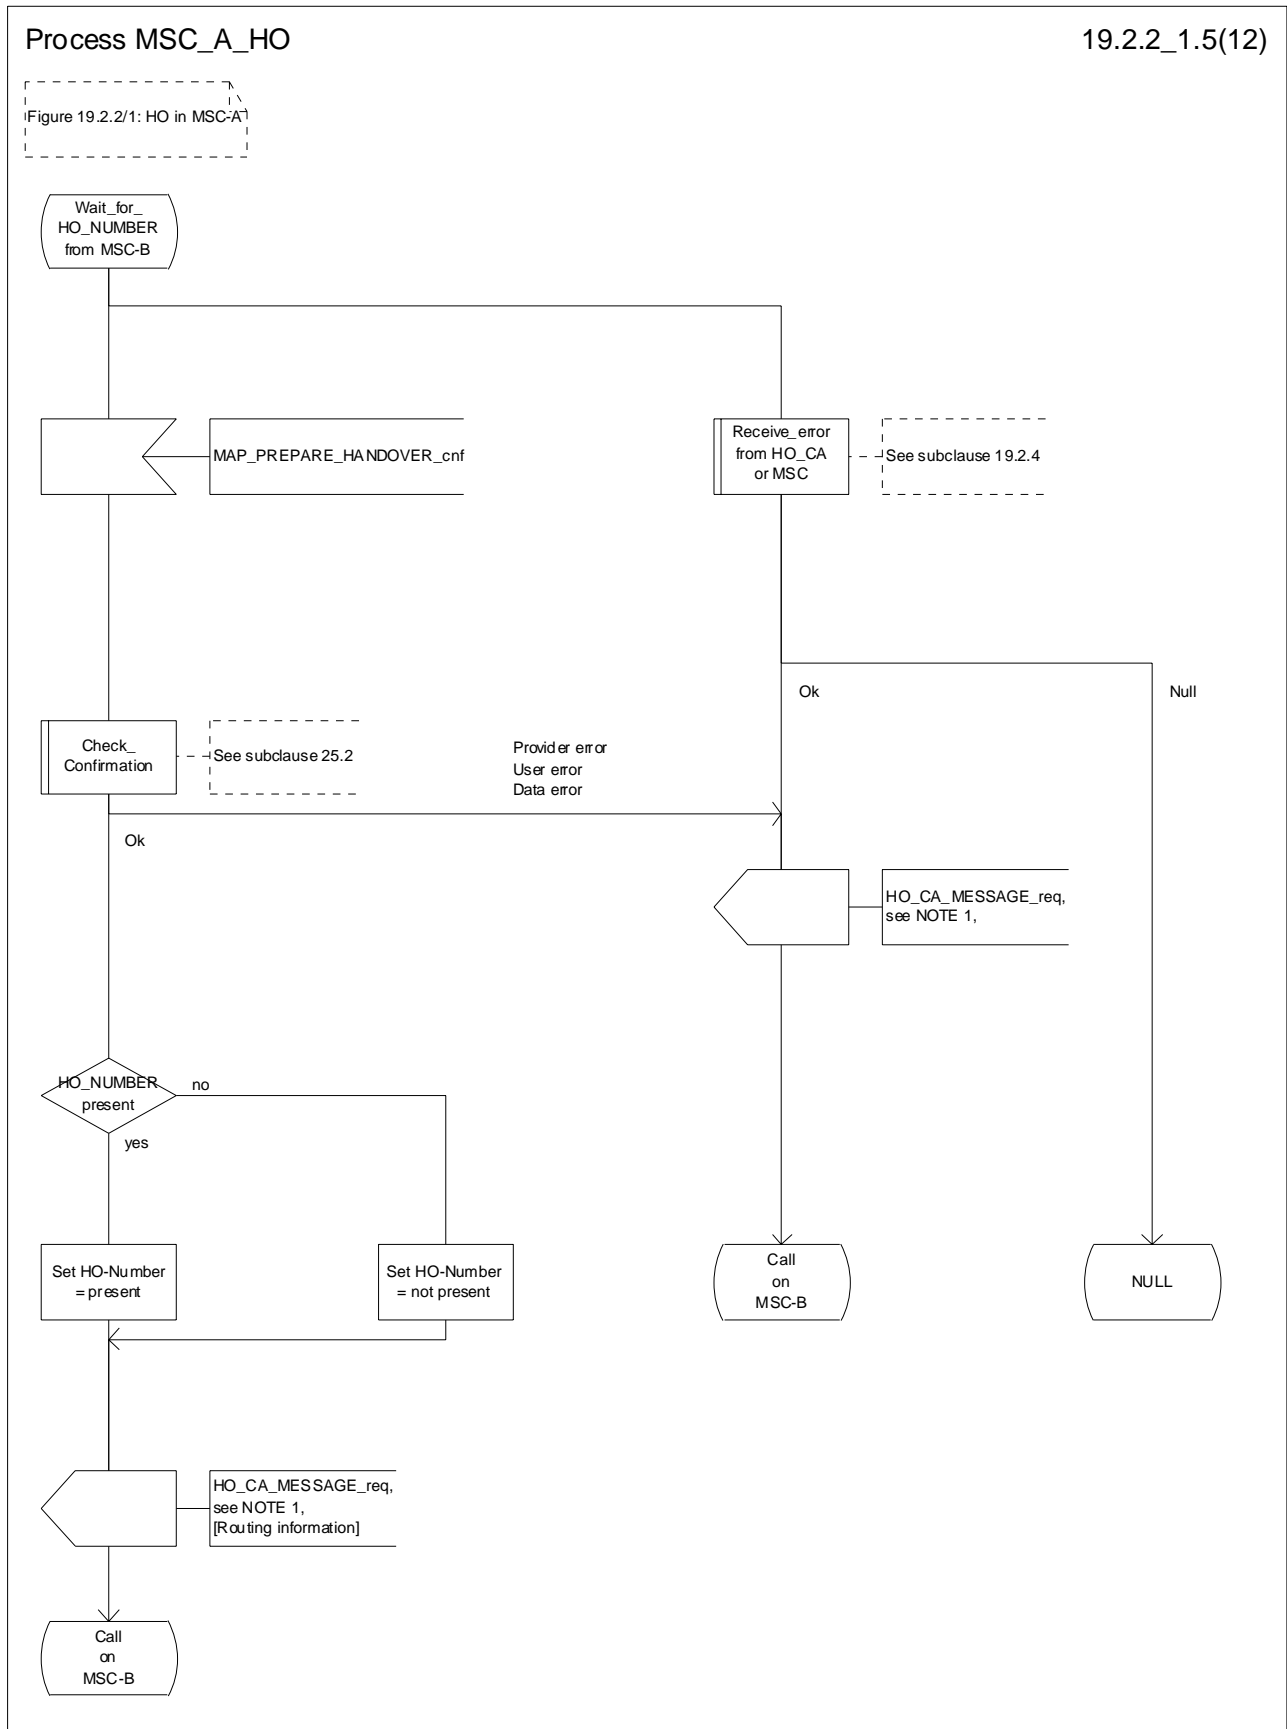 Process MSC_A_HO
19.2.2_1.5(12)
Figure 19.2.2/1: HO in MSC-A
Wait_for_
HO_NUMBER
from MSC-B
MAP_PREPARE_HANDOVER_cnf
Receive_error
from HO_CA
or MSC
See subclause 19.2.4
Ok
Null
Check_
Confirmation
See subclause 25.2
Provider error
User error
Data error
Ok
HO_CA_MESSAGE_req,
see NOTE 1,
HO_NUMBER
present
no
yes
Set HO-Number
= present
Set HO-Number
= not present
Call
on
MSC-B
NULL
HO_CA_MESSAGE_req,
see NOTE 1,
[Routing information]
Call
on
MSC-B